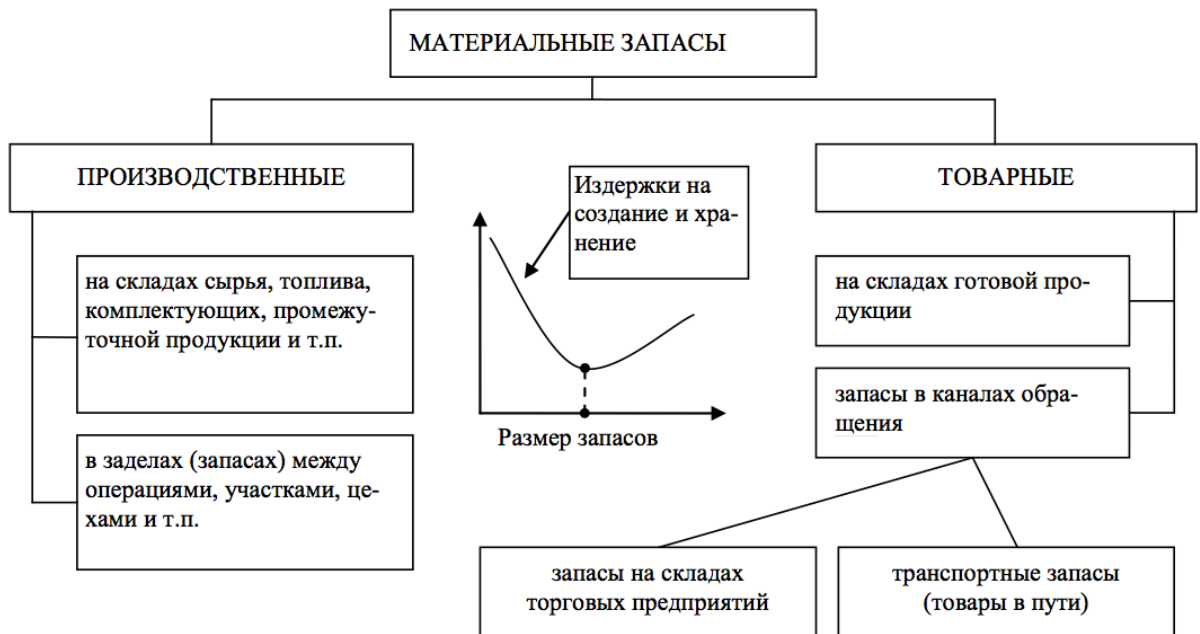 МАТЕРИАЛЬНЫЕ ЗАПАСЫ
ПРОИЗВОДСТВЕННЫЕ
на складах сырья, топлива,
комплектующих, промежу-
точной продукции и т.п.
в заделах (запасах) между
операциями, участками, це-
хами и т.п.
Издержки на
создание и хра-
нение
Размер запасов
ТОВАРНЫЕ
на складах готовой про-
дукции
запасы в каналах обра-
щения
запасы на складах
торговых предприятий
транспортные запасы
(товары в пути)